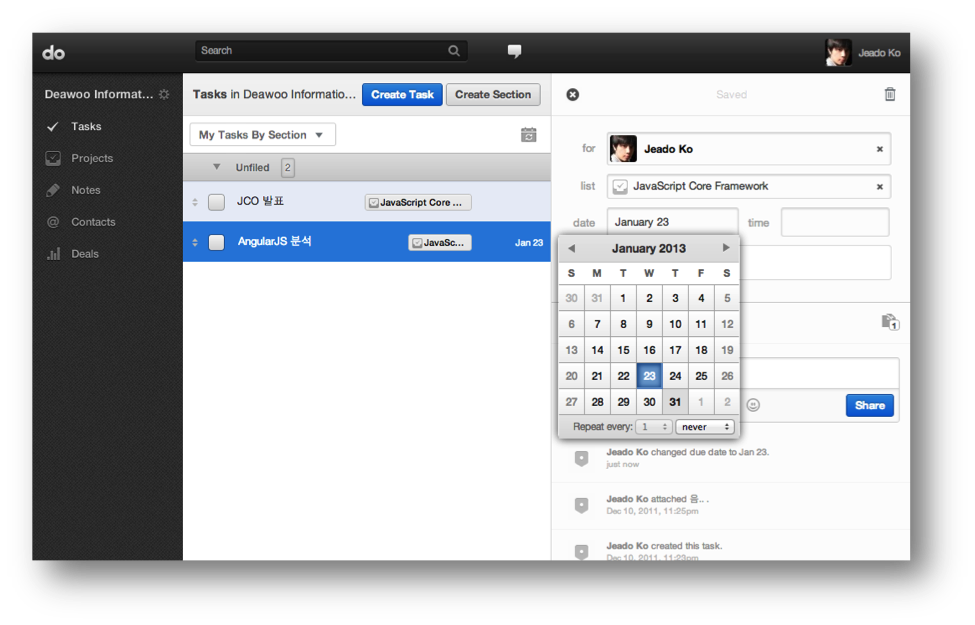 do
Search
Jeado Ko
Deawoo Informat...
Tasks
Projects
Notes
Contacts
Deals
Tasks in Deawoo Informatio...
Create Task
Create Section
My Tasks By Section
Unfiled 2
JCO 발표
JavaScript Core ...
AngularJS 분석
JavaSc...
Jan 23
Saved
for Jeado Ko
list JavaScript Core Framework
date January 23 time
January 2013
S M T W T F S
30 31 1 2 3 4 5
6 7 8 9 10 11 12
13 14 15 16 17 18 19
20 21 22 23 24 25 26
27 28 29 30 31 1 2
Repeat every: 1 never
1
Share
Jeado Ko changed due date to Jan 23.
just now
Jeado Ko attached 음.. .
Dec 10, 2011, 11:25pm
Jeado Ko created this task.
Dec 10, 2011, 11:23pm